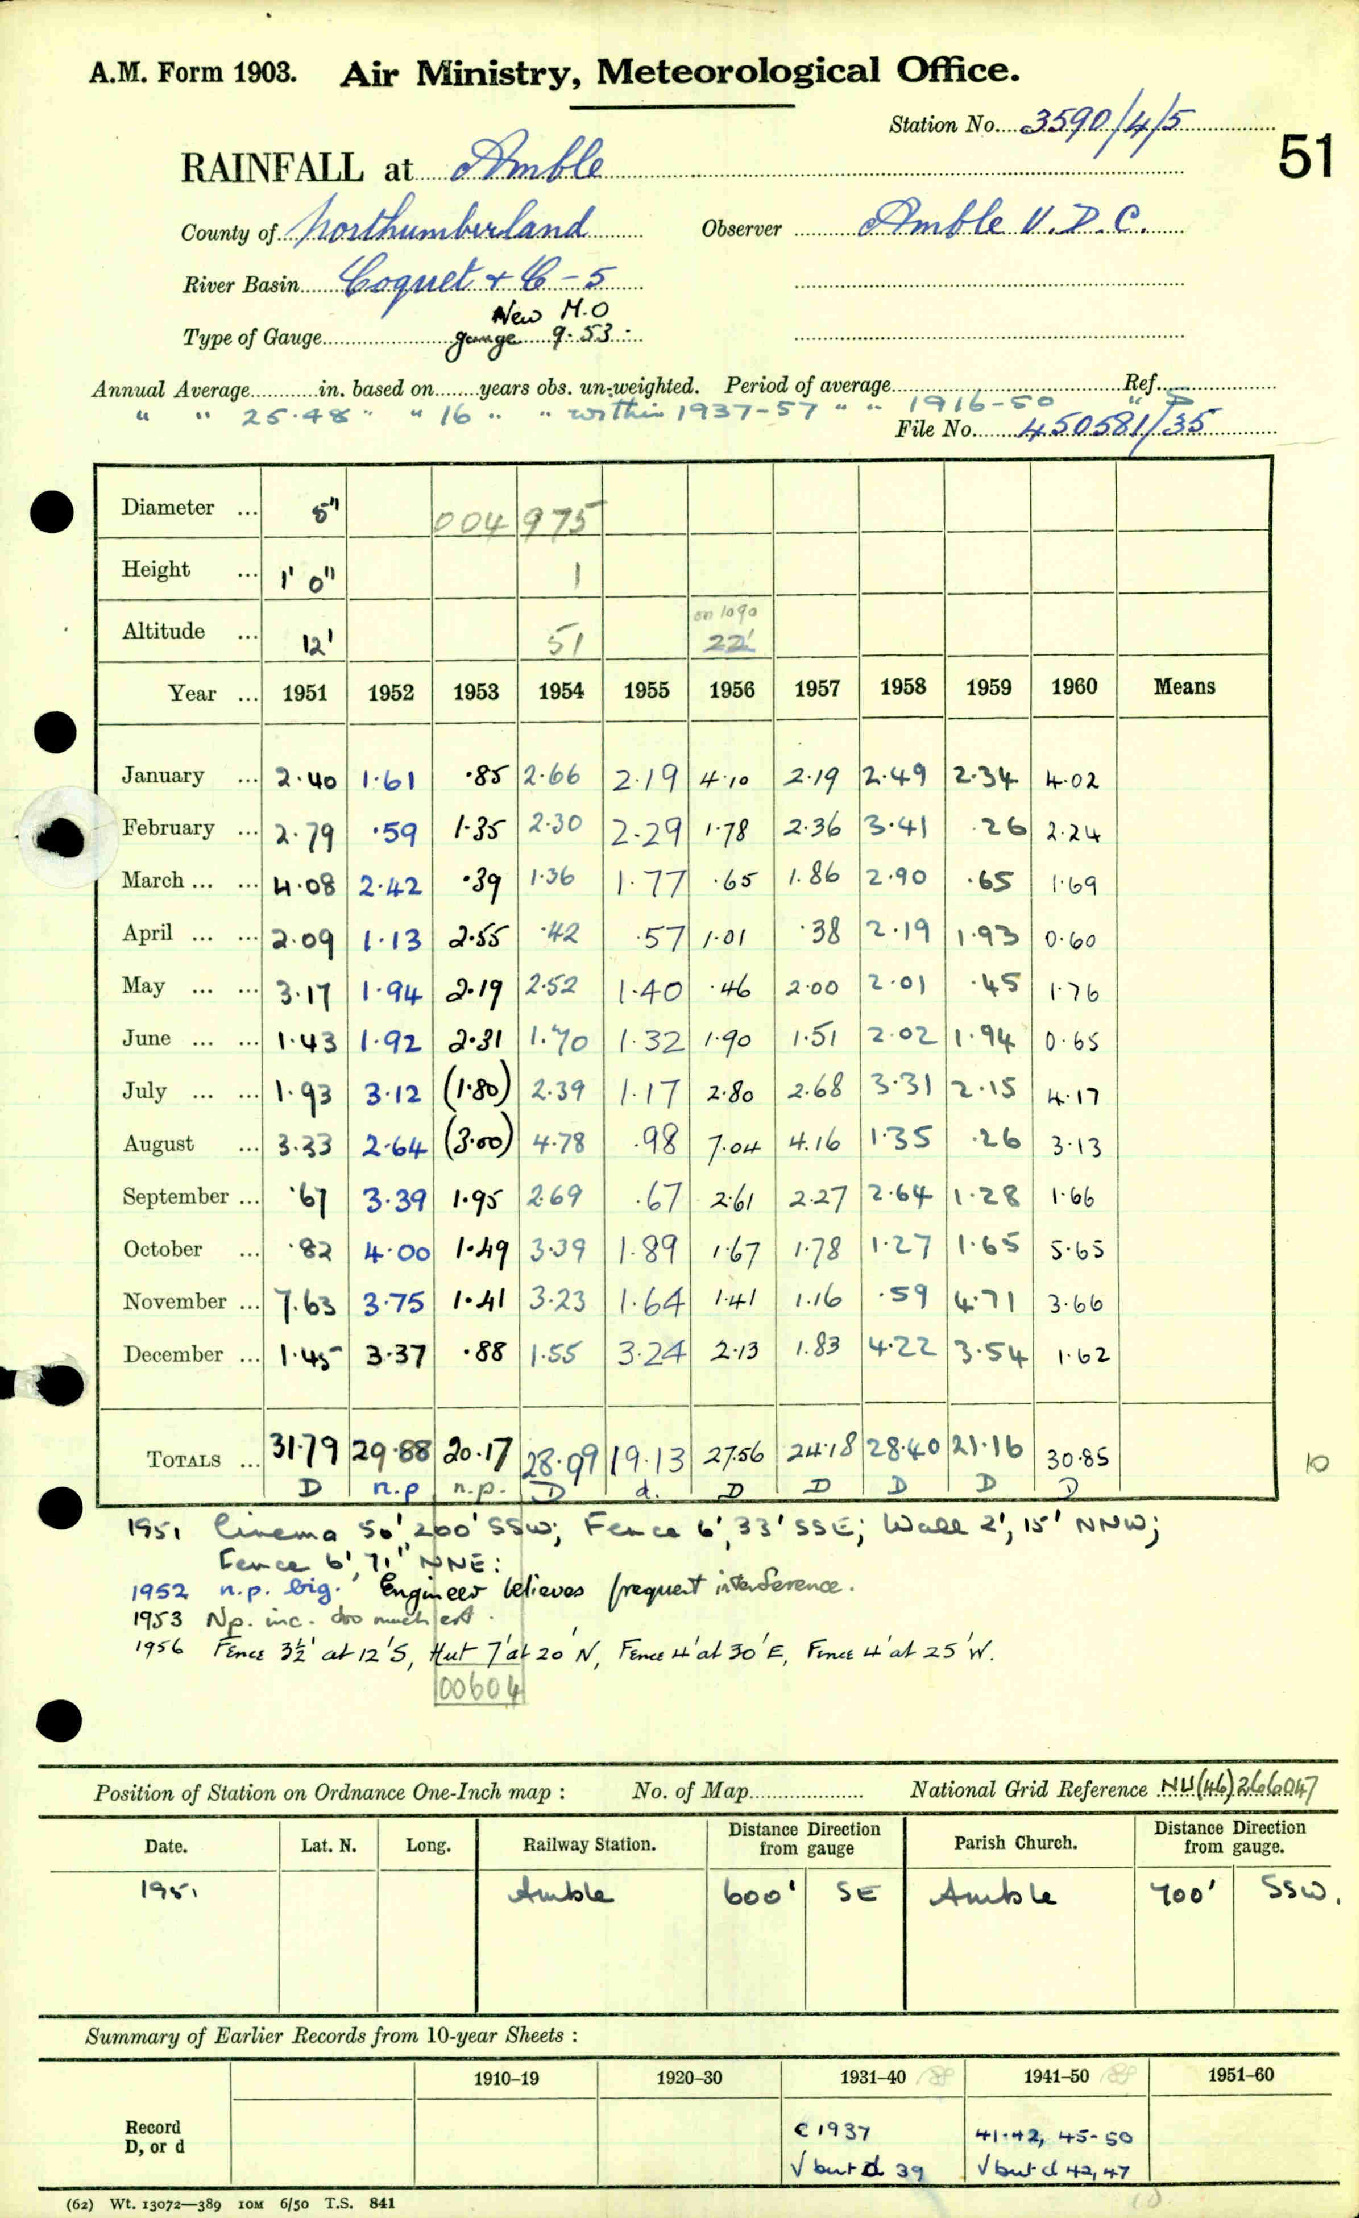 A.M. Form 1903. Air Ministry, Meteorological Office.
Station No. 3590/4/5
51
RAINFALL at Amble
County of Northumberland Observer Amble U.D.C.
River Basin Coquet + C-5
New M.O
Type of Gauge gauge 9.53
Annual Average in. based on years obs. un-weighted. Period of average Ref.
" " 25.48 " " 16 " " within 1937-57 " " 1916-50 " D
File No. 450581/35
Diameter ... 5" 004 975
Height ... 1' 0" 1
on 1090
Altitude ... 12' 51 22'
Year ... 1951 1952 1953 1954 1955 1956 1957 1958 1959 1960 Means
January ... 2.40 1.61 .85 2.66 2.19 4.10 2.19 2.49 2.34 4.02
February ... 2.79 .59 1.35 2.30 2.29 1.78 2.36 3.41 .26 2.24
March ... ... 4.08 2.42 .39 1.36 1.77 .65 1.86 2.90 .65 1.69
April ... ... 2.09 1.13 2.55 .42 .57 1.01 .38 2.19 1.93 0.60
May ... ... 3.17 1.94 2.19 2.52 1.40 .46 2.00 2.01 .45 1.76
June ... ... 1.43 1.92 2.31 1.70 1.32 1.90 1.51 2.02 1.94 0.65
July ... ... 1.93 3.12 (1.80) 2.39 1.17 2.80 2.68 3.31 2.15 4.17
August ... 3.33 2.64 (3.00) 4.78 .98 7.04 4.16 1.35 .26 3.13
September ... .67 3.39 1.95 2.69 .67 2.61 2.27 2.64 1.28 1.66
October ... .82 4.00 1.49 3.39 1.89 1.67 1.78 1.27 1.65 5.65
November ... 7.63 3.75 1.41 3.23 1.64 1.41 1.16 .59 4.71 3.66
December ... 1.45 3.37 .88 1.55 3.24 2.13 1.83 4.22 3.54 1.62
TOTALS ... 31.79 29.88 20.17 28.99 19.13 27.56 24.18 28.40 21.16 30.85
10
D n.p n.p. D d. D D D D D
1951 Cinema 50', 200' SSW; Fence 6', 33' SSE; Wall 2', 15' NNW;
Fence 6', 71" NNE:
1952 n.p. big. Engineer believes frequent interference.
1953 Np. inc. too much est.
1956 Fence 3½' at 12'S, Hut 7' at 20'N, Fence 4' at 30'E, Fence 4' at 25'W.
00604
Position of Station on Ordnance One-Inch map : No. of Map National Grid Reference NU(46)266047
Date. Lat. N. Long. Railway Station. Distance from gauge Direction Parish Church. Distance from gauge. Direction
1951 Amble 600' SE Amble 700' SSW.
Summary of Earlier Records from 10-year Sheets :
1910–19 1920–30 1931–40 1941–50 1951–60
Record
D, or d
c 1937 41-42, 45-50
√ but d 39 √ but d 42, 47
(62) Wt. 13072—389 10M 6/50 T.S. 841
10